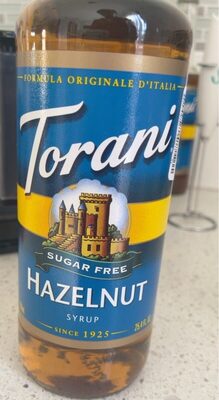 FORMULA ORIGINALE D'ITALIA
Torani
SUGAR FREE
HAZELNUT
SYRUP
SINCE 1925